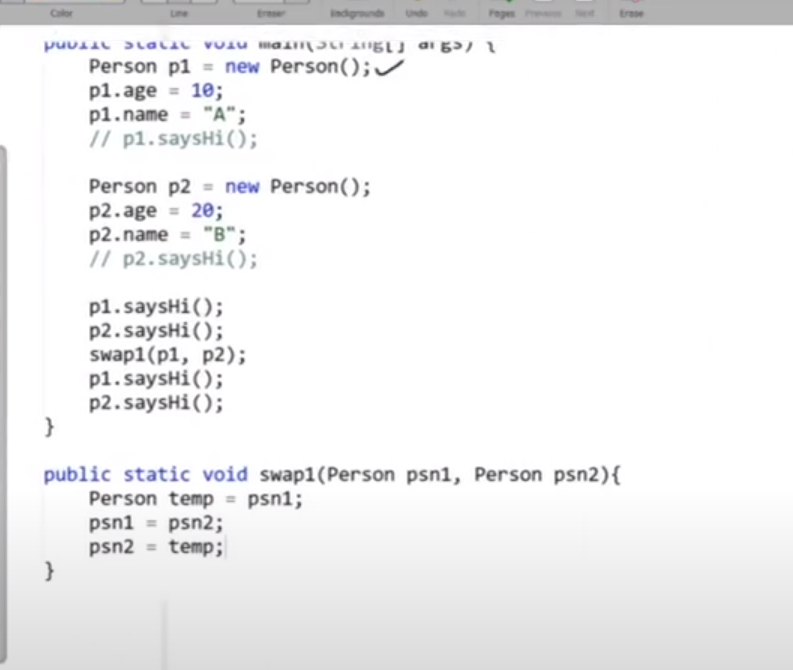 Color Line Eraser Backgrounds Undo Redo Pages Previous Next Erase
public static void main(String[] args) {
Person p1 = new Person();
p1.age = 10;
p1.name = "A";
// p1.saysHi();
Person p2 = new Person();
p2.age = 20;
p2.name = "B";
// p2.saysHi();
p1.saysHi();
p2.saysHi();
swap1(p1, p2);
p1.saysHi();
p2.saysHi();
}
public static void swap1(Person psn1, Person psn2){
Person temp = psn1;
psn1 = psn2;
psn2 = temp;
}